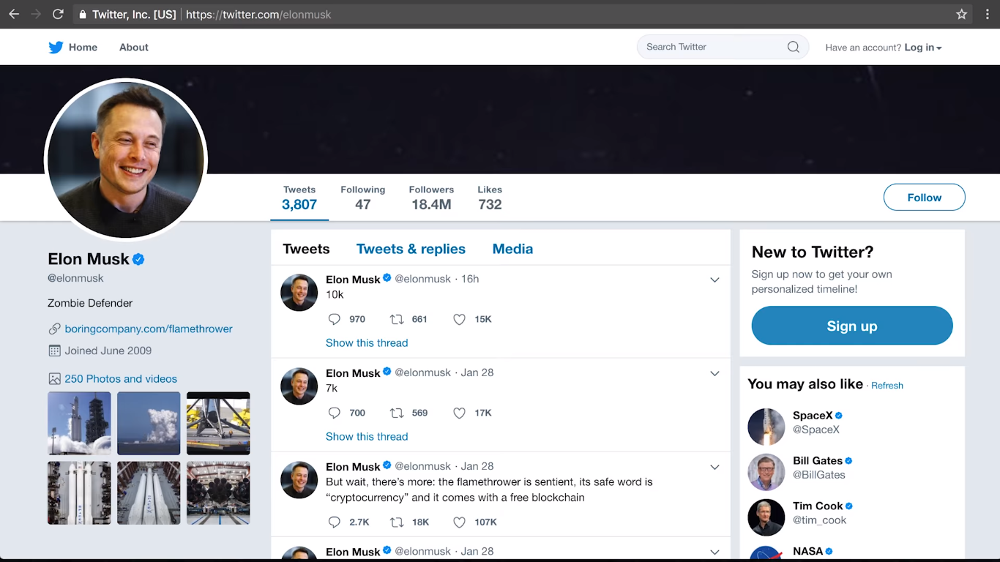 Twitter, Inc. [US] | https://twitter.com/elonmusk
Home About Search Twitter Have an account? Log in
Tweets Following Followers Likes
3,807 47 18.4M 732 Follow
Elon Musk
@elonmusk
Zombie Defender
boringcompany.com/flamethrower
Joined June 2009
250 Photos and videos
Tweets Tweets & replies Media
Elon Musk @elonmusk · 16h
10k
970 661 15K
Show this thread
Elon Musk @elonmusk · Jan 28
7k
700 569 17K
Show this thread
Elon Musk @elonmusk · Jan 28
But wait, there’s more: the flamethrower is sentient, its safe word is
“cryptocurrency” and it comes with a free blockchain
2.7K 18K 107K
Elon Musk @elonmusk · Jan 28
New to Twitter?
Sign up now to get your own
personalized timeline!
Sign up
You may also like · Refresh
SpaceX
@SpaceX
Bill Gates
@BillGates
Tim Cook
@tim_cook
NASA